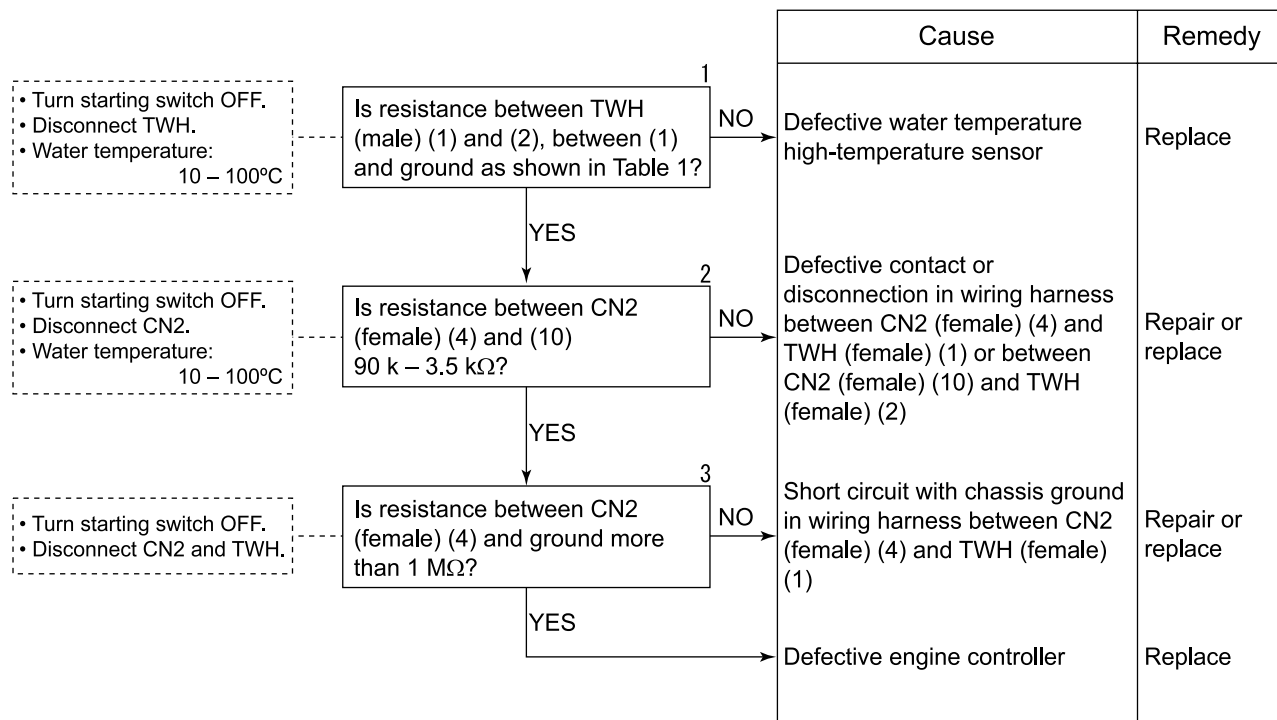 Cause
Remedy
• Turn starting switch OFF.
• Disconnect TWH.
• Water temperature:
10 – 100ºC
1
Is resistance between TWH
(male) (1) and (2), between (1)
and ground as shown in Table 1?
NO
Defective water temperature
high-temperature sensor
Replace
YES
• Turn starting switch OFF.
• Disconnect CN2.
• Water temperature:
10 – 100ºC
2
Is resistance between CN2
(female) (4) and (10)
90 k – 3.5 kΩ?
NO
Defective contact or
disconnection in wiring harness
between CN2 (female) (4) and
TWH (female) (1) or between
CN2 (female) (10) and TWH
(female) (2)
Repair or
replace
YES
• Turn starting switch OFF.
• Disconnect CN2 and TWH.
3
Is resistance between CN2
(female) (4) and ground more
than 1 MΩ?
NO
Short circuit with chassis ground
in wiring harness between CN2
(female) (4) and TWH (female)
(1)
Repair or
replace
YES
Defective engine controller
Replace